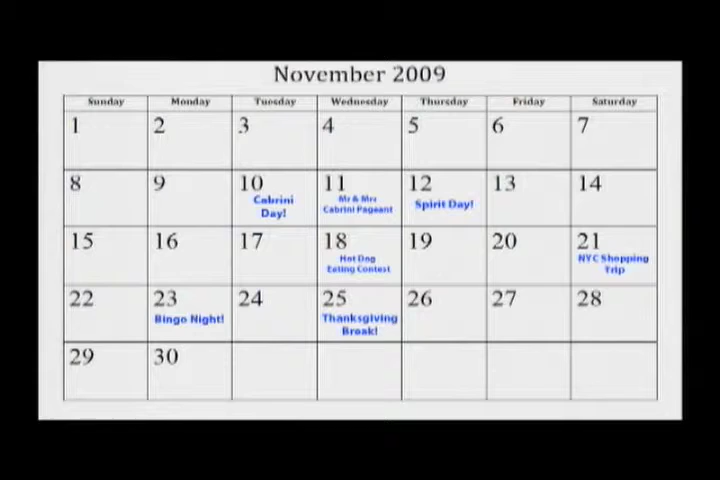 November 2009
Sunday Monday Tuesday Wednesday Thursday Friday Saturday
1 2 3 4 5 6 7
8 9 10 11 12 13 14
Cabrini Day!
Mr & Mrs Cabrini Pageant
Spirit Day!
15 16 17 18 19 20 21
Hot Dog Eating Contest
NYC Shopping Trip
22 23 24 25 26 27 28
Bingo Night!
Thanksgiving Break!
29 30